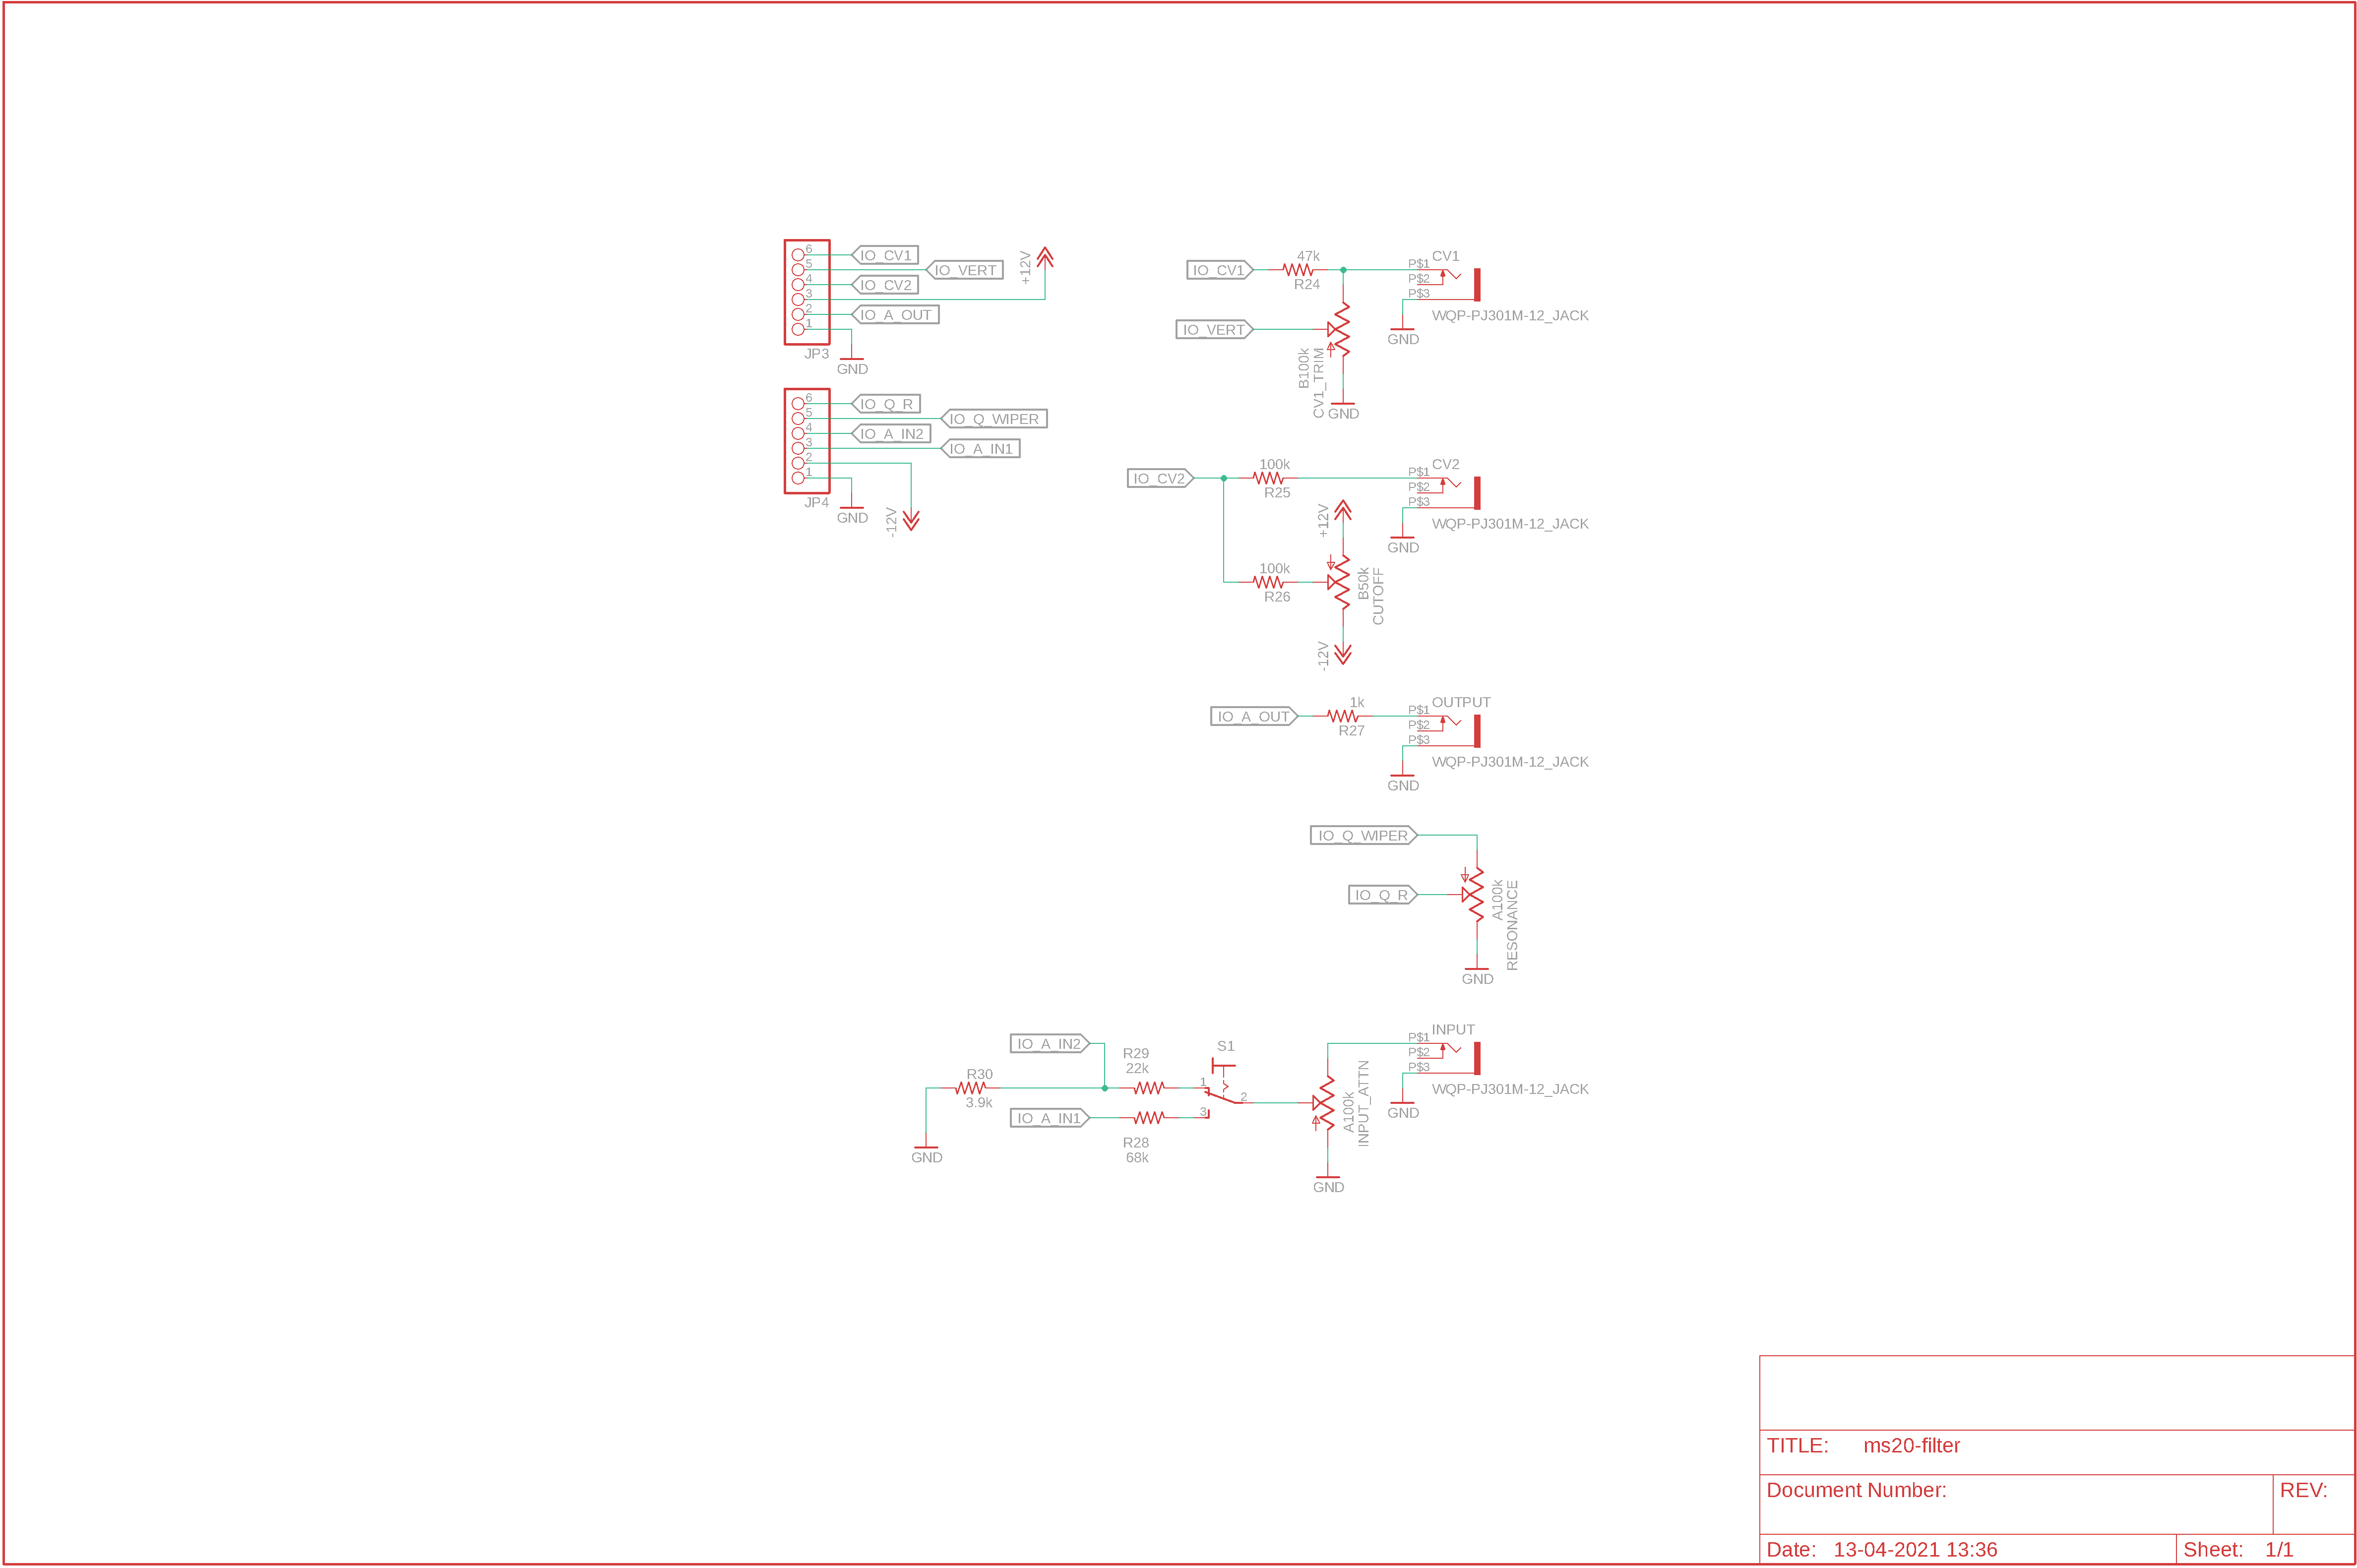 6
IO_CV1
5
IO_VERT
4
IO_CV2
3
+12V
2
IO_A_OUT
1
JP3
GND
6
IO_Q_R
5
IO_Q_WIPER
4
IO_A_IN2
3
IO_A_IN1
2
1
JP4
GND
-12V
IO_CV1
47k
R24
CV1
P$1
P$2
P$3
WQP-PJ301M-12_JACK
GND
IO_VERT
B100k
CV1_TRIM
GND
IO_CV2
100k
R25
CV2
P$1
P$2
P$3
WQP-PJ301M-12_JACK
GND
+12V
100k
R26
B50k
CUTOFF
-12V
IO_A_OUT
1k
R27
OUTPUT
P$1
P$2
P$3
WQP-PJ301M-12_JACK
GND
IO_Q_WIPER
IO_Q_R
A100k
RESONANCE
GND
IO_A_IN2
R30
3.9k
GND
IO_A_IN1
R29
22k
R28
68k
S1
1
2
3
A100k
INPUT_ATTN
GND
INPUT
P$1
P$2
P$3
WQP-PJ301M-12_JACK
GND
TITLE: ms20-filter
Document Number:
REV:
Date: 13-04-2021 13:36
Sheet: 1/1